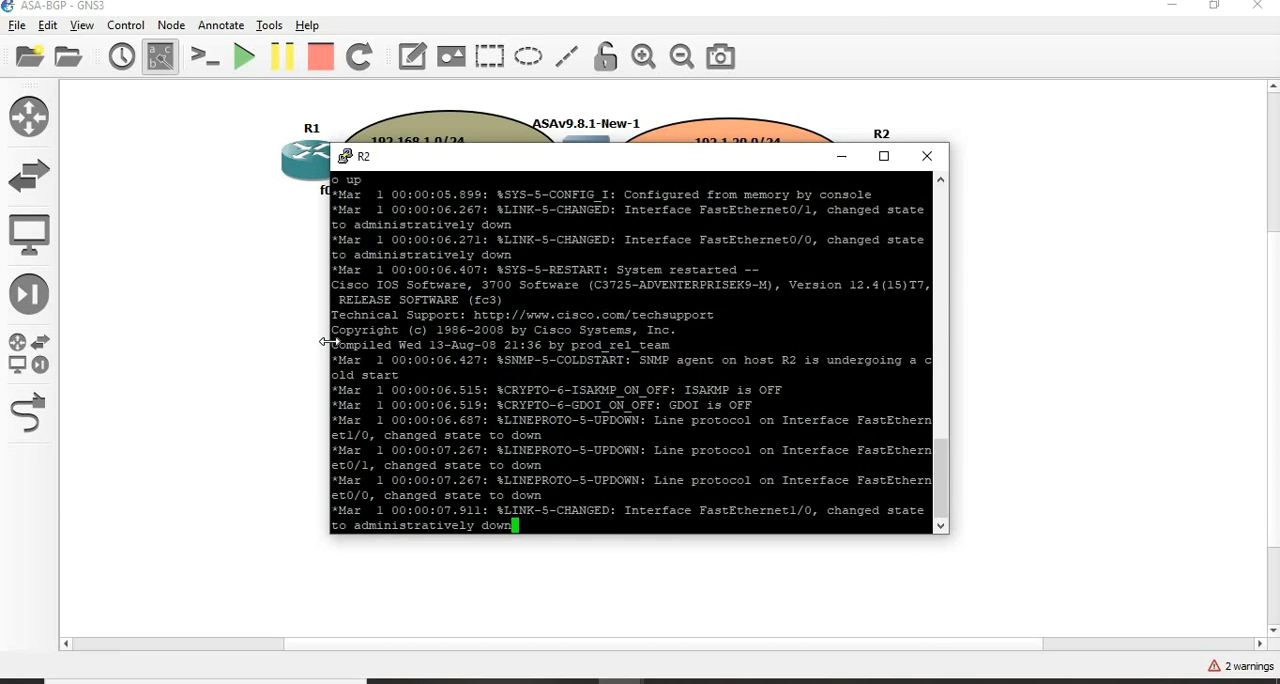 ASA-BGP - GNS3
File Edit View Control Node Annotate Tools Help
R1
ASAv9.8.1-New-1
R2
192.168.1.0/24
192.1.20.0/24
R2
o up
*Mar  1 00:00:05.899: %SYS-5-CONFIG_I: Configured from memory by console
*Mar  1 00:00:06.267: %LINK-5-CHANGED: Interface FastEthernet0/1, changed state
to administratively down
*Mar  1 00:00:06.271: %LINK-5-CHANGED: Interface FastEthernet0/0, changed state
to administratively down
*Mar  1 00:00:06.407: %SYS-5-RESTART: System restarted --
Cisco IOS Software, 3700 Software (C3725-ADVENTERPRISEK9-M), Version 12.4(15)T7,
RELEASE SOFTWARE (fc3)
Technical Support: http://www.cisco.com/techsupport
Copyright (c) 1986-2008 by Cisco Systems, Inc.
Compiled Wed 13-Aug-08 21:36 by prod_rel_team
*Mar  1 00:00:06.427: %SNMP-5-COLDSTART: SNMP agent on host R2 is undergoing a c
old start
*Mar  1 00:00:06.515: %CRYPTO-6-ISAKMP_ON_OFF: ISAKMP is OFF
*Mar  1 00:00:06.519: %CRYPTO-6-GDOI_ON_OFF: GDOI is OFF
*Mar  1 00:00:06.687: %LINEPROTO-5-UPDOWN: Line protocol on Interface FastEthern
et1/0, changed state to down
*Mar  1 00:00:07.267: %LINEPROTO-5-UPDOWN: Line protocol on Interface FastEthern
et0/1, changed state to down
*Mar  1 00:00:07.267: %LINEPROTO-5-UPDOWN: Line protocol on Interface FastEthern
et0/0, changed state to down
*Mar  1 00:00:07.911: %LINK-5-CHANGED: Interface FastEthernet1/0, changed state
to administratively down
2 warnings